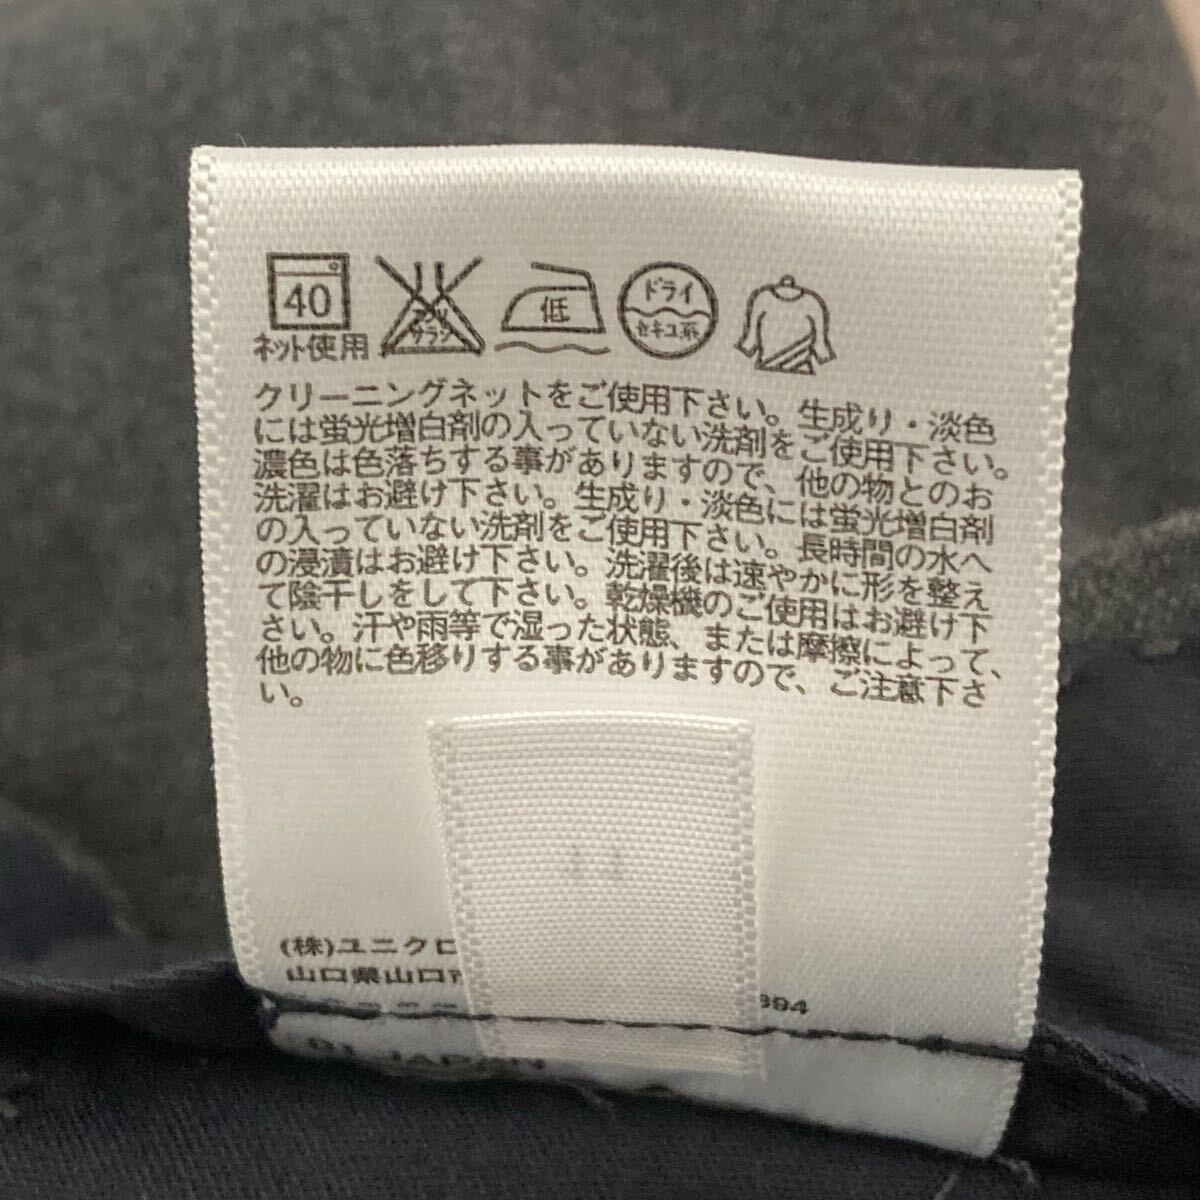 40
ネット使用
エンソ
サラシ
低
ドライ
セキユ系
クリーニングネットをご使用下さい。生成り・淡色
には蛍光増白剤の入っていない洗剤をご使用下さい。
濃色は色落ちする事がありますので、他の物とのお
洗濯はお避け下さい。生成り・淡色には蛍光増白剤
の入っていない洗剤をご使用下さい。長時間の水へ
の浸漬はお避け下さい。洗濯後は速やかに形を整え
て陰干しをして下さい。乾燥機のご使用はお避け下
さい。汗や雨等で湿った状態、または摩擦によって、
他の物に色移りする事がありますので、ご注意下さ
い。
(株)ユニクロ
山口県山口市
894
01 JAPAN